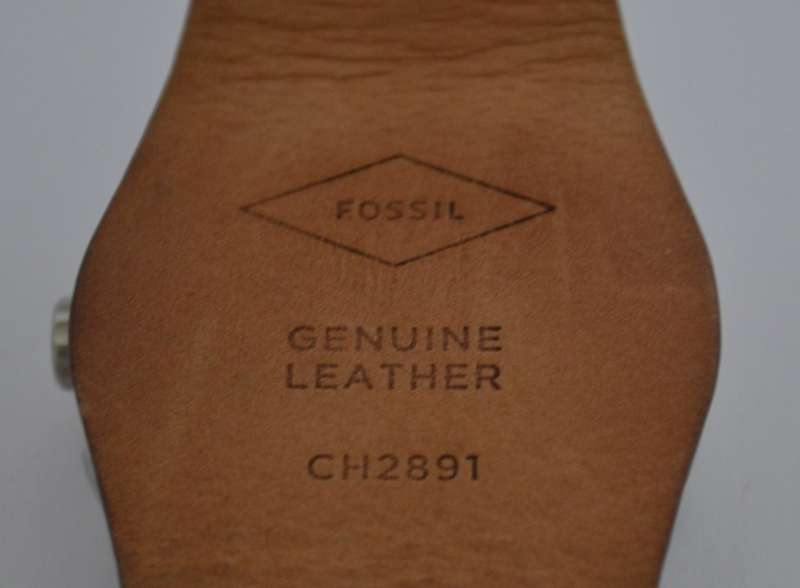 FOSSIL
GENUINE
LEATHER
CH2891